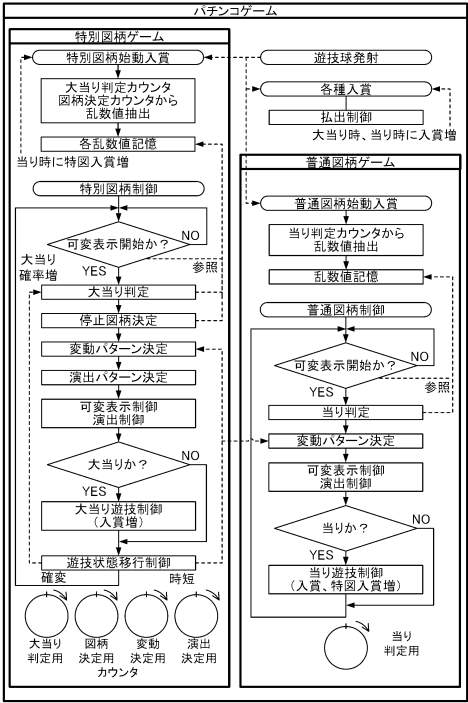 パチンコゲーム
特別図柄ゲーム
特別図柄始動入賞
大当り判定カウンタ
図柄決定カウンタから
乱数値抽出
各乱数値記憶
当り時に特図入賞増
特別図柄制御
可変表示開始か?
NO
YES
参照
大当り
確率増
大当り判定
停止図柄決定
変動パターン決定
演出パターン決定
可変表示制御
演出制御
大当りか?
NO
YES
大当り遊技制御
(入賞増)
遊技状態移行制御
確変
時短
大当り
判定用
図柄
決定用
変動
決定用
演出
決定用
カウンタ
遊技球発射
各種入賞
払出制御
大当り時、当り時に入賞増
普通図柄ゲーム
普通図柄始動入賞
当り判定カウンタから
乱数値抽出
乱数値記憶
普通図柄制御
可変表示開始か?
NO
YES
参照
当り判定
変動パターン決定
可変表示制御
演出制御
当りか?
NO
YES
当り遊技制御
(入賞、特図入賞増)
当り
判定用